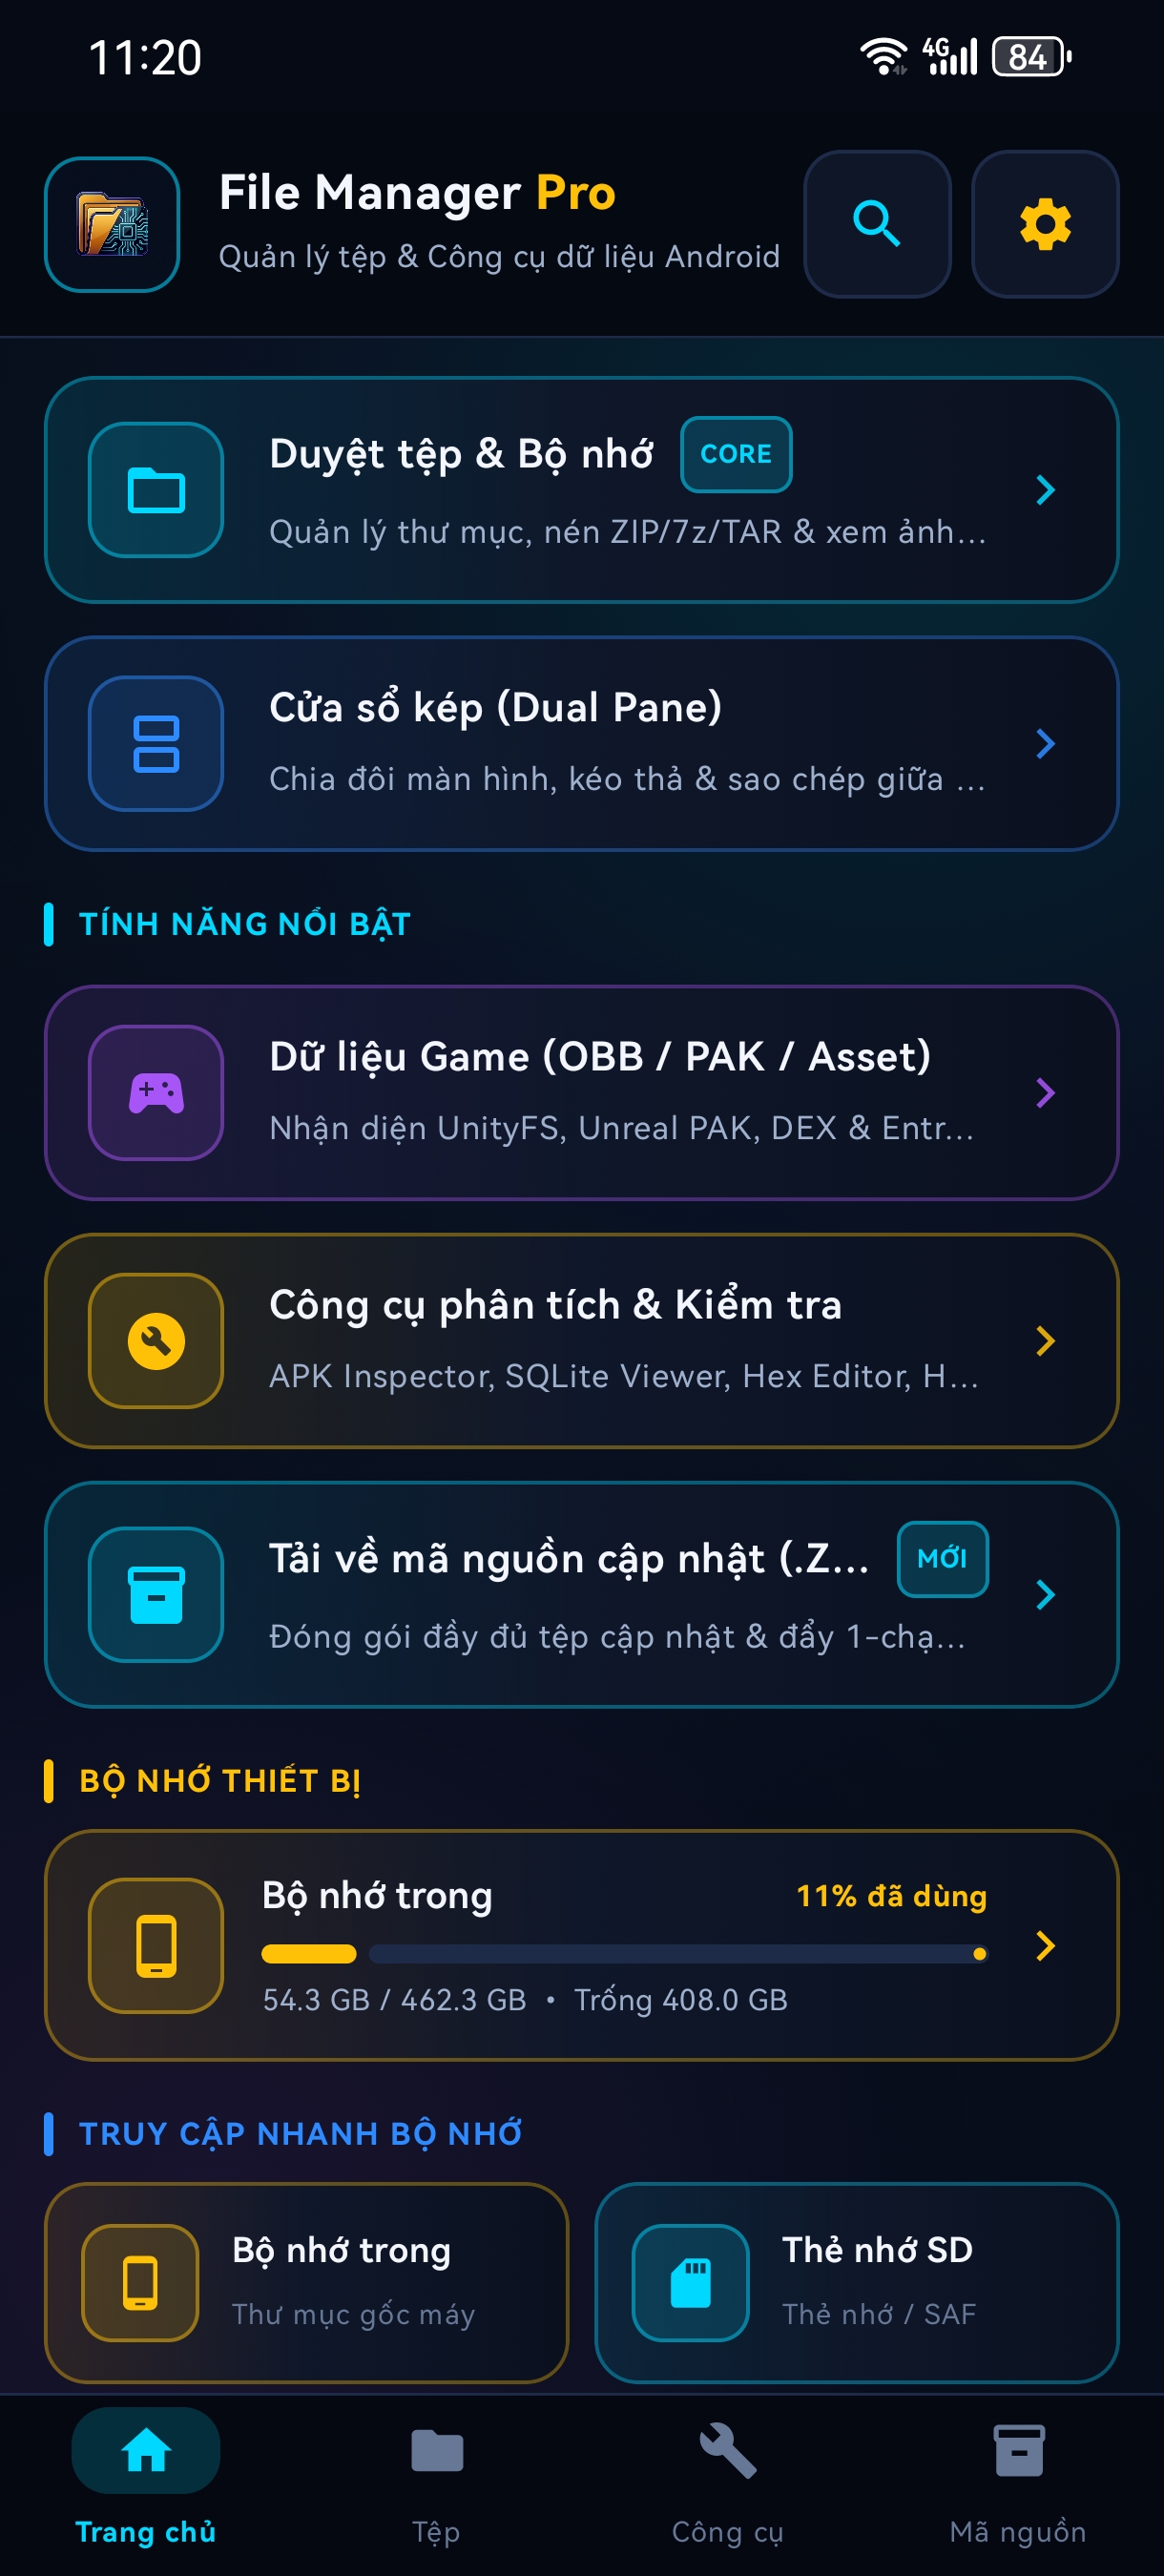 11:20
4G
84
File Manager Pro
Quản lý tệp & Công cụ dữ liệu Android
Duyệt tệp & Bộ nhớ
CORE
Quản lý thư mục, nén ZIP/7z/TAR & xem ảnh...
Cửa sổ kép (Dual Pane)
Chia đôi màn hình, kéo thả & sao chép giữa ...
TÍNH NĂNG NỔI BẬT
Dữ liệu Game (OBB / PAK / Asset)
Nhận diện UnityFS, Unreal PAK, DEX & Entr...
Công cụ phân tích & Kiểm tra
APK Inspector, SQLite Viewer, Hex Editor, H...
Tải về mã nguồn cập nhật (.Z...
MỚI
Đóng gói đầy đủ tệp cập nhật & đẩy 1-chạ...
BỘ NHỚ THIẾT BỊ
Bộ nhớ trong
11% đã dùng
54.3 GB / 462.3 GB • Trống 408.0 GB
TRUY CẬP NHANH BỘ NHỚ
Bộ nhớ trong
Thư mục gốc máy
Thẻ nhớ SD
Thẻ nhớ / SAF
Trang chủ
Tệp
Công cụ
Mã nguồn